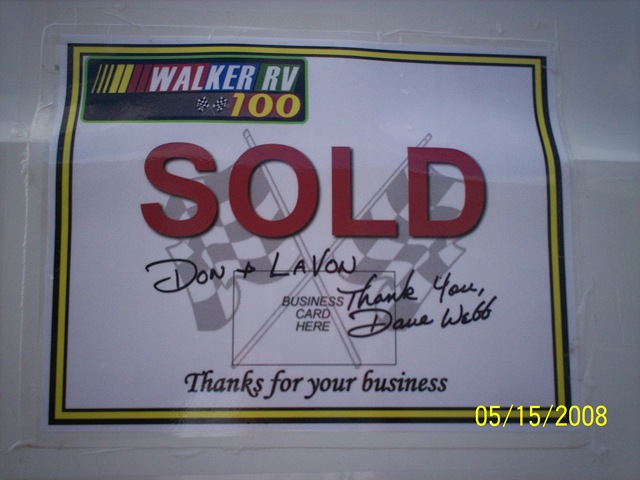 WALKER RV
100
SOLD
DON + LAVON
Thank You,
Dave Webb
BUSINESS
CARD
HERE
Thanks for your business
05/15/2008